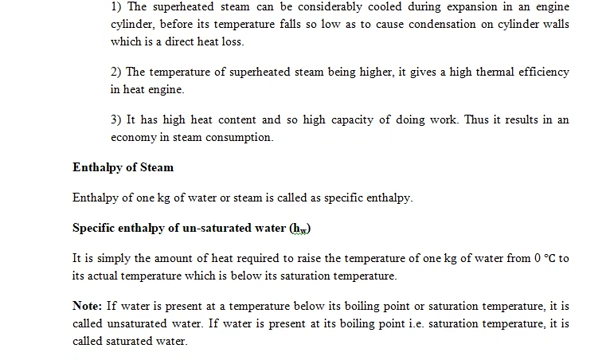 1) The superheated steam can be considerably cooled during expansion in an engine
cylinder, before its temperature falls so low as to cause condensation on cylinder walls
which is a direct heat loss.
2) The temperature of superheated steam being higher, it gives a high thermal efficiency
in heat engine.
3) It has high heat content and so high capacity of doing work. Thus it results in an
economy in steam consumption.
Enthalpy of Steam
Enthalpy of one kg of water or steam is called as specific enthalpy.
Specific enthalpy of un-saturated water (hw)
It is simply the amount of heat required to raise the temperature of one kg of water from 0 °C to
its actual temperature which is below its saturation temperature.
Note: If water is present at a temperature below its boiling point or saturation temperature, it is
called unsaturated water. If water is present at its boiling point i.e. saturation temperature, it is
called saturated water.